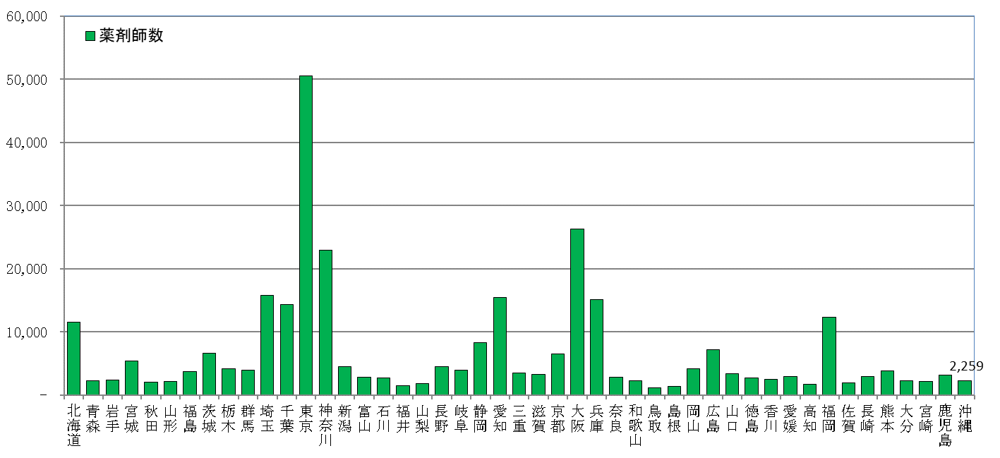 60,000
薬剤師数
50,000
40,000
30,000
20,000
10,000
2,259
–
北海道
青森
岩手
宮城
秋田
山形
福島
茨城
栃木
群馬
埼玉
千葉
東京
神奈川
新潟
富山
石川
福井
山梨
長野
岐阜
静岡
愛知
三重
滋賀
京都
大阪
兵庫
奈良
和歌山
鳥取
島根
岡山
広島
山口
徳島
香川
愛媛
高知
福岡
佐賀
長崎
熊本
大分
宮崎
鹿児島
沖縄